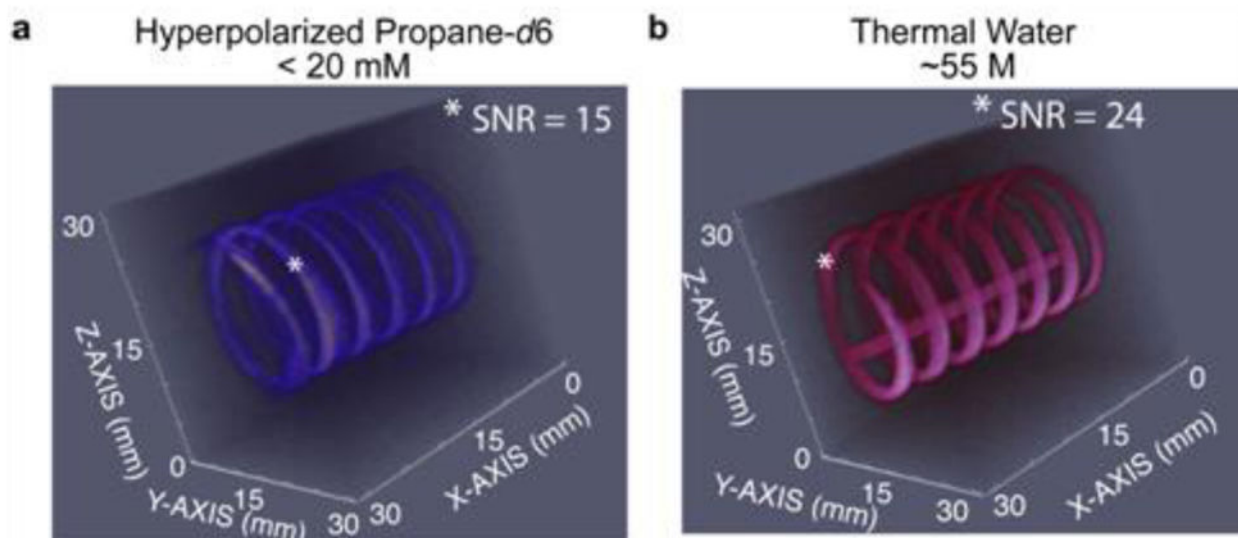 a
Hyperpolarized Propane-d6
< 20 mM
* SNR = 15
*
30
15
0
Z-AXIS (mm)
Y-AXIS (mm)
15
30
X-AXIS (mm)
30
15
0
b
Thermal Water
~55 M
* SNR = 24
*
30
15
0
Z-AXIS (mm)
Y-AXIS (mm)
15
30
X-AXIS (mm)
30
15
0